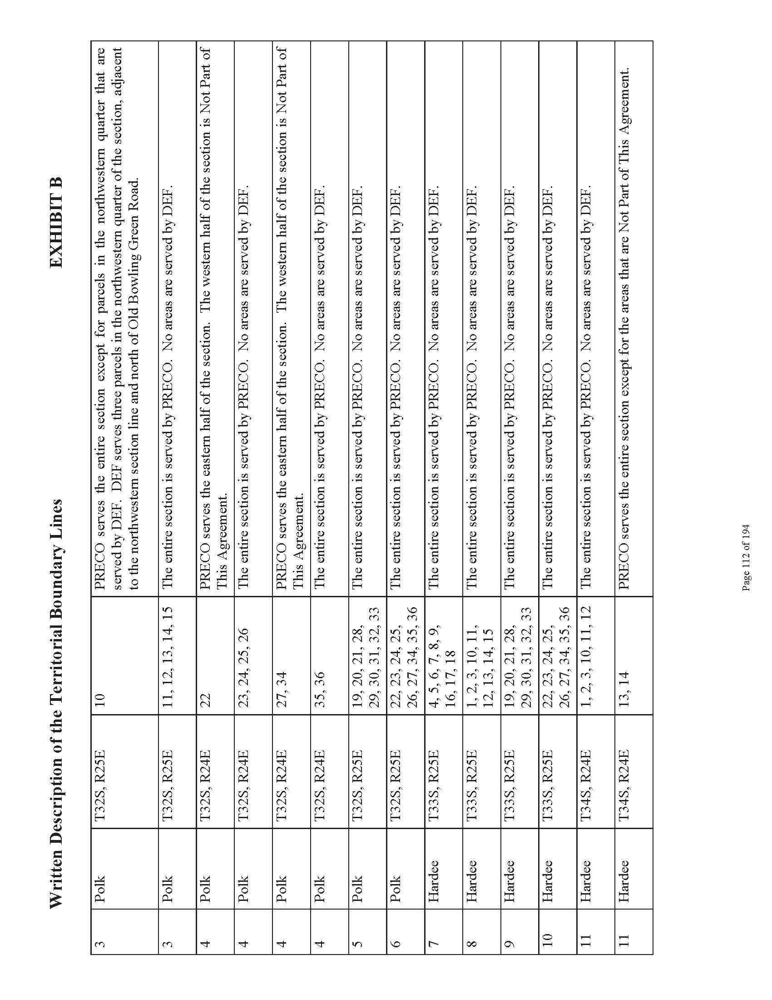 Written Description of the Territorial Boundary Lines EXHIBIT B
3 Polk T32S, R25E 10 PRECO serves the entire section except for parcels in the northwestern quarter that are
served by DEF. DEF serves three parcels in the northwestern quarter of the section, adjacent
to the northwestern section line and north of Old Bowling Green Road.
3 Polk T32S, R25E 11, 12, 13, 14, 15 The entire section is served by PRECO. No areas are served by DEF.
4 Polk T32S, R24E 22 PRECO serves the eastern half of the section. The western half of the section is Not Part of
This Agreement.
4 Polk T32S, R24E 23, 24, 25, 26 The entire section is served by PRECO. No areas are served by DEF.
4 Polk T32S, R24E 27, 34 PRECO serves the eastern half of the section. The western half of the section is Not Part of
This Agreement.
4 Polk T32S, R24E 35, 36 The entire section is served by PRECO. No areas are served by DEF.
5 Polk T32S, R25E 19, 20, 21, 28, The entire section is served by PRECO. No areas are served by DEF.
29, 30, 31, 32, 33
6 Polk T32S, R25E 22, 23, 24, 25, The entire section is served by PRECO. No areas are served by DEF.
26, 27, 34, 35, 36
7 Hardee T33S, R25E 4, 5, 6, 7, 8, 9, The entire section is served by PRECO. No areas are served by DEF.
16, 17, 18
8 Hardee T33S, R25E 1, 2, 3, 10, 11, The entire section is served by PRECO. No areas are served by DEF.
12, 13, 14, 15
9 Hardee T33S, R25E 19, 20, 21, 28, The entire section is served by PRECO. No areas are served by DEF.
29, 30, 31, 32, 33
10 Hardee T33S, R25E 22, 23, 24, 25, The entire section is served by PRECO. No areas are served by DEF.
26, 27, 34, 35, 36
11 Hardee T34S, R24E 1, 2, 3, 10, 11, 12 The entire section is served by PRECO. No areas are served by DEF.
11 Hardee T34S, R24E 13, 14 PRECO serves the entire section except for the areas that are Not Part of This Agreement.
Page 112 of 194